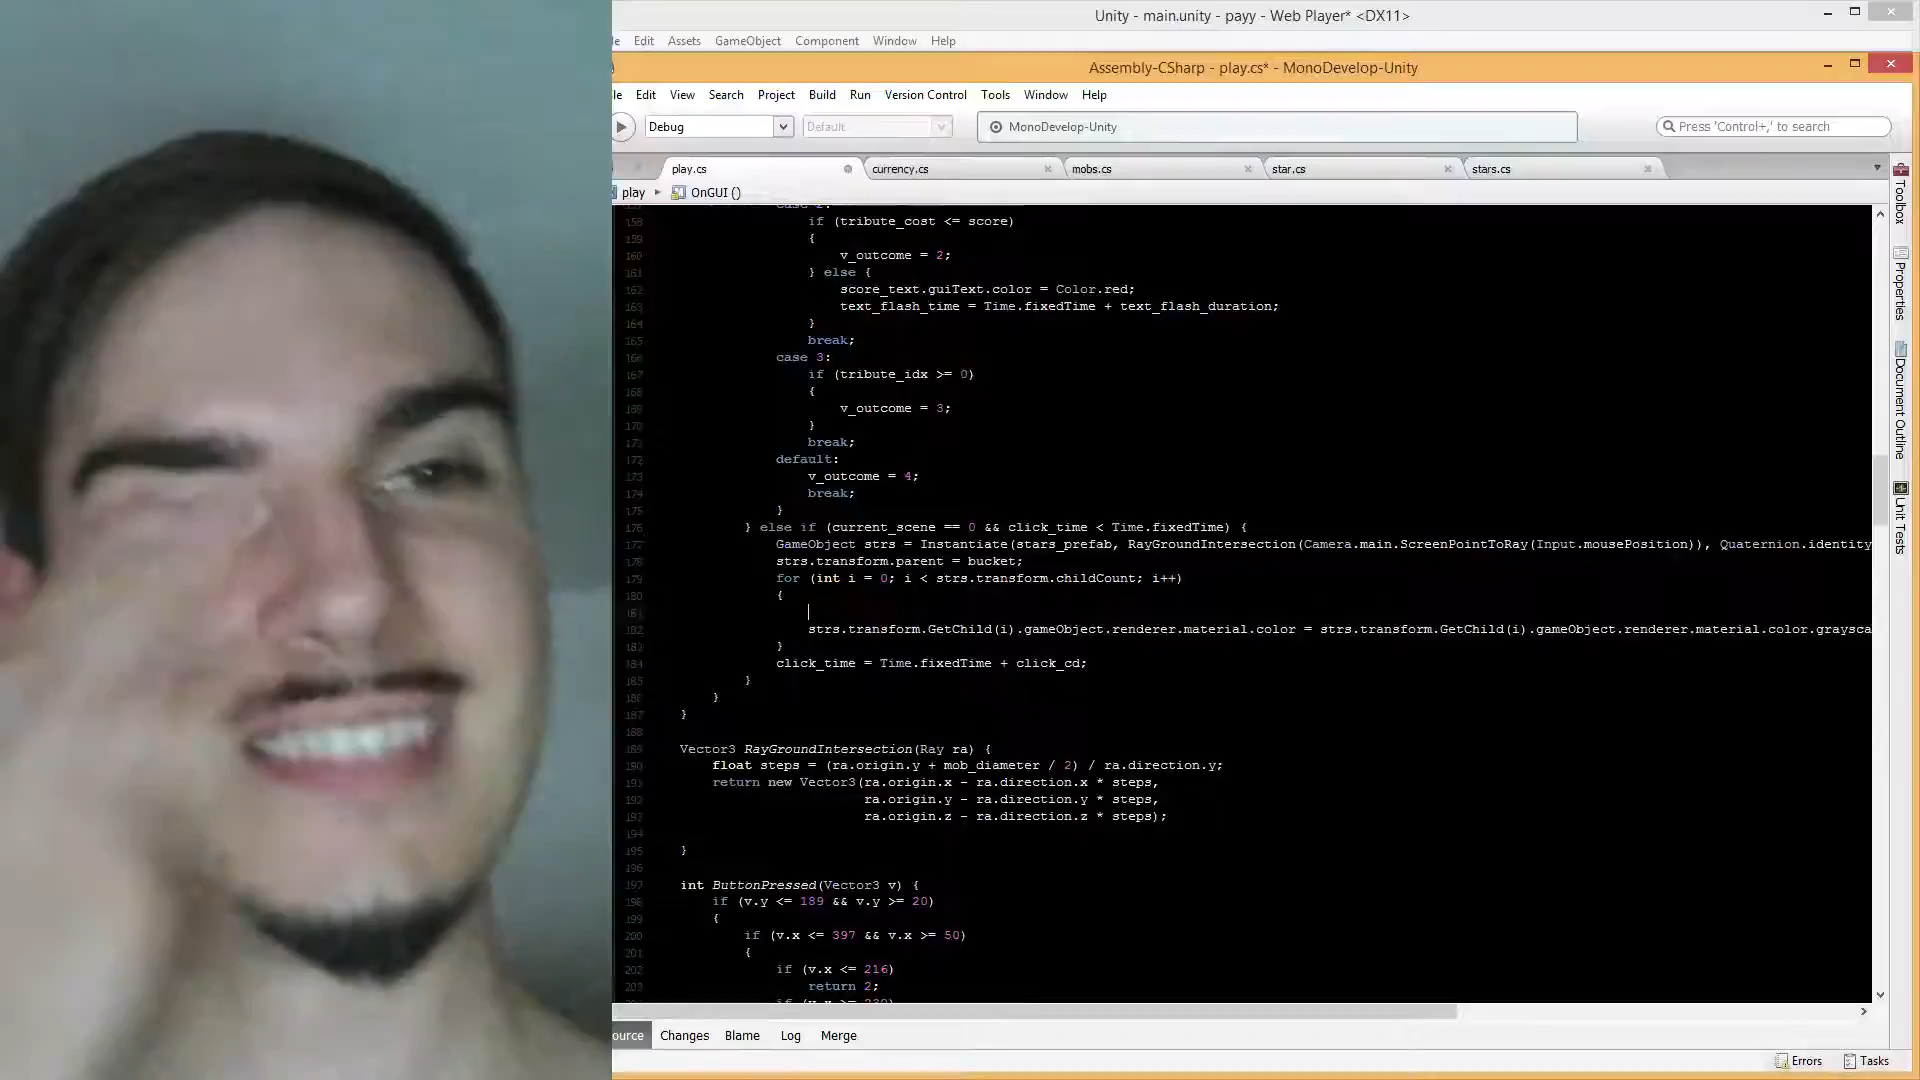 Unity - main.unity - payy - Web Player* <DX11>
Edit Assets GameObject Component Window Help
Assembly-CSharp - play.cs* - MonoDevelop-Unity
Edit View Search Project Build Run Version Control Tools Window Help
Debug Default MonoDevelop-Unity Press 'Control+,' to search
play.cs currency.cs mobs.cs star.cs stars.cs
play OnGUI ()
158 if (tribute_cost <= score)
159 {
160 v_outcome = 2;
161 } else {
162 score_text.guiText.color = Color.red;
163 text_flash_time = Time.fixedTime + text_flash_duration;
164 }
165 break;
166 case 3:
167 if (tribute_idx >= 0)
168 {
169 v_outcome = 3;
170 }
171 break;
172 default:
173 v_outcome = 4;
174 break;
175 }
176 } else if (current_scene == 0 && click_time < Time.fixedTime) {
177 GameObject strs = Instantiate(stars_prefab, RayGroundIntersection(Camera.main.ScreenPointToRay(Input.mousePosition)), Quaternion.identity
178 strs.transform.parent = bucket;
179 for (int i = 0; i < strs.transform.childCount; i++)
180 {
181
182 strs.transform.GetChild(i).gameObject.renderer.material.color = strs.transform.GetChild(i).gameObject.renderer.material.color.graysca
183 }
184 click_time = Time.fixedTime + click_cd;
185 }
186 }
187 }
188
189 Vector3 RayGroundIntersection(Ray ra) {
190 float steps = (ra.origin.y + mob_diameter / 2) / ra.direction.y;
191 return new Vector3(ra.origin.x - ra.direction.x * steps,
192 ra.origin.y - ra.direction.y * steps,
193 ra.origin.z - ra.direction.z * steps);
194
195 }
196
197 int ButtonPressed(Vector3 v) {
198 if (v.y <= 189 && v.y >= 20)
199 {
200 if (v.x <= 397 && v.x >= 50)
201 {
202 if (v.x <= 216)
203 return 2;
Toolbox
Properties
Document Outline
Unit Tests
ource Changes Blame Log Merge
Errors Tasks